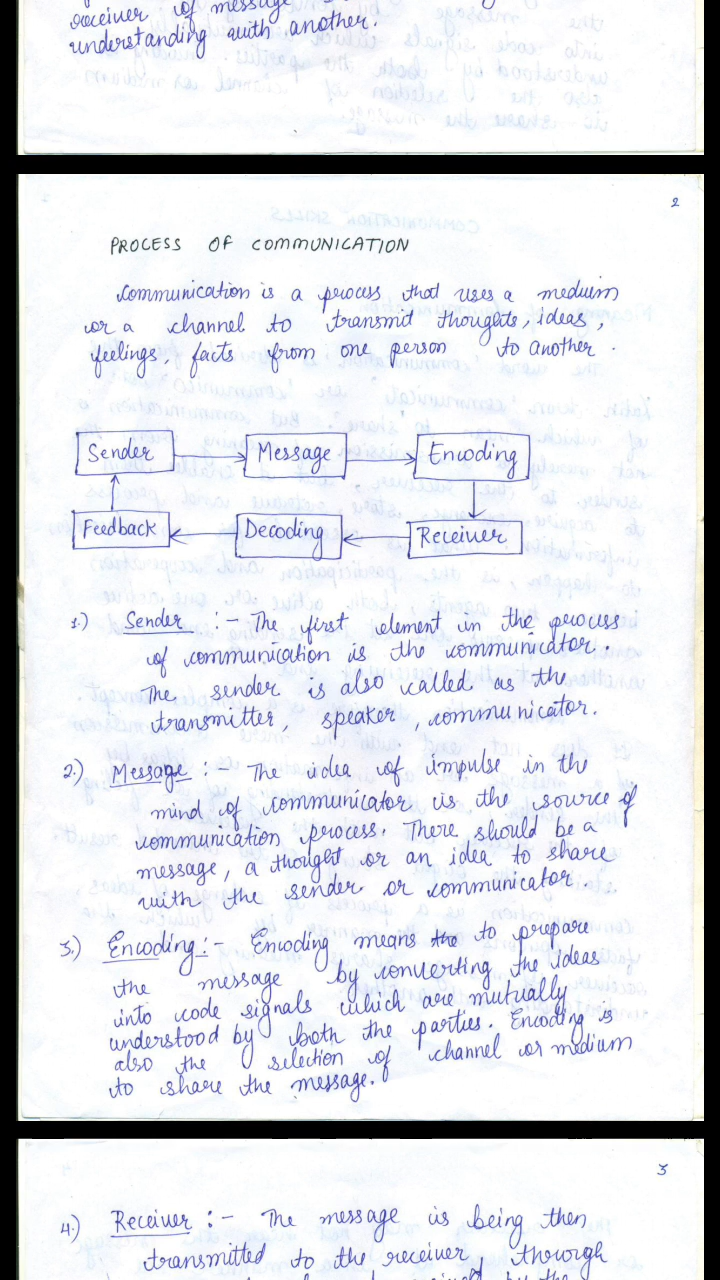 receiver of message
understanding with another.
2
PROCESS OF COMMUNICATION
Communication is a process that uses a medium
or a channel to transmit thoughts, ideas,
feelings, facts from one person to another.
Sender
Message
Encoding
Feedback
Decoding
Receiver
1.) Sender :- The first element in the process
of communication is the communicator.
The sender is also called as the
transmitter, speaker, communicator.
2.) Message :- The idea of impulse in the
mind of communicator is the source of
communication process. There should be a
message, a thought or an idea to share
with the sender or communicator.
3.) Encoding :- Encoding means the to prepare
the message by converting the ideas
into code signals which are mutually
understood by both the parties. Encoding is
also the selection of channel or medium
to share the message.
3
4.) Receiver :- The message is being then
transmitted to the receiver through